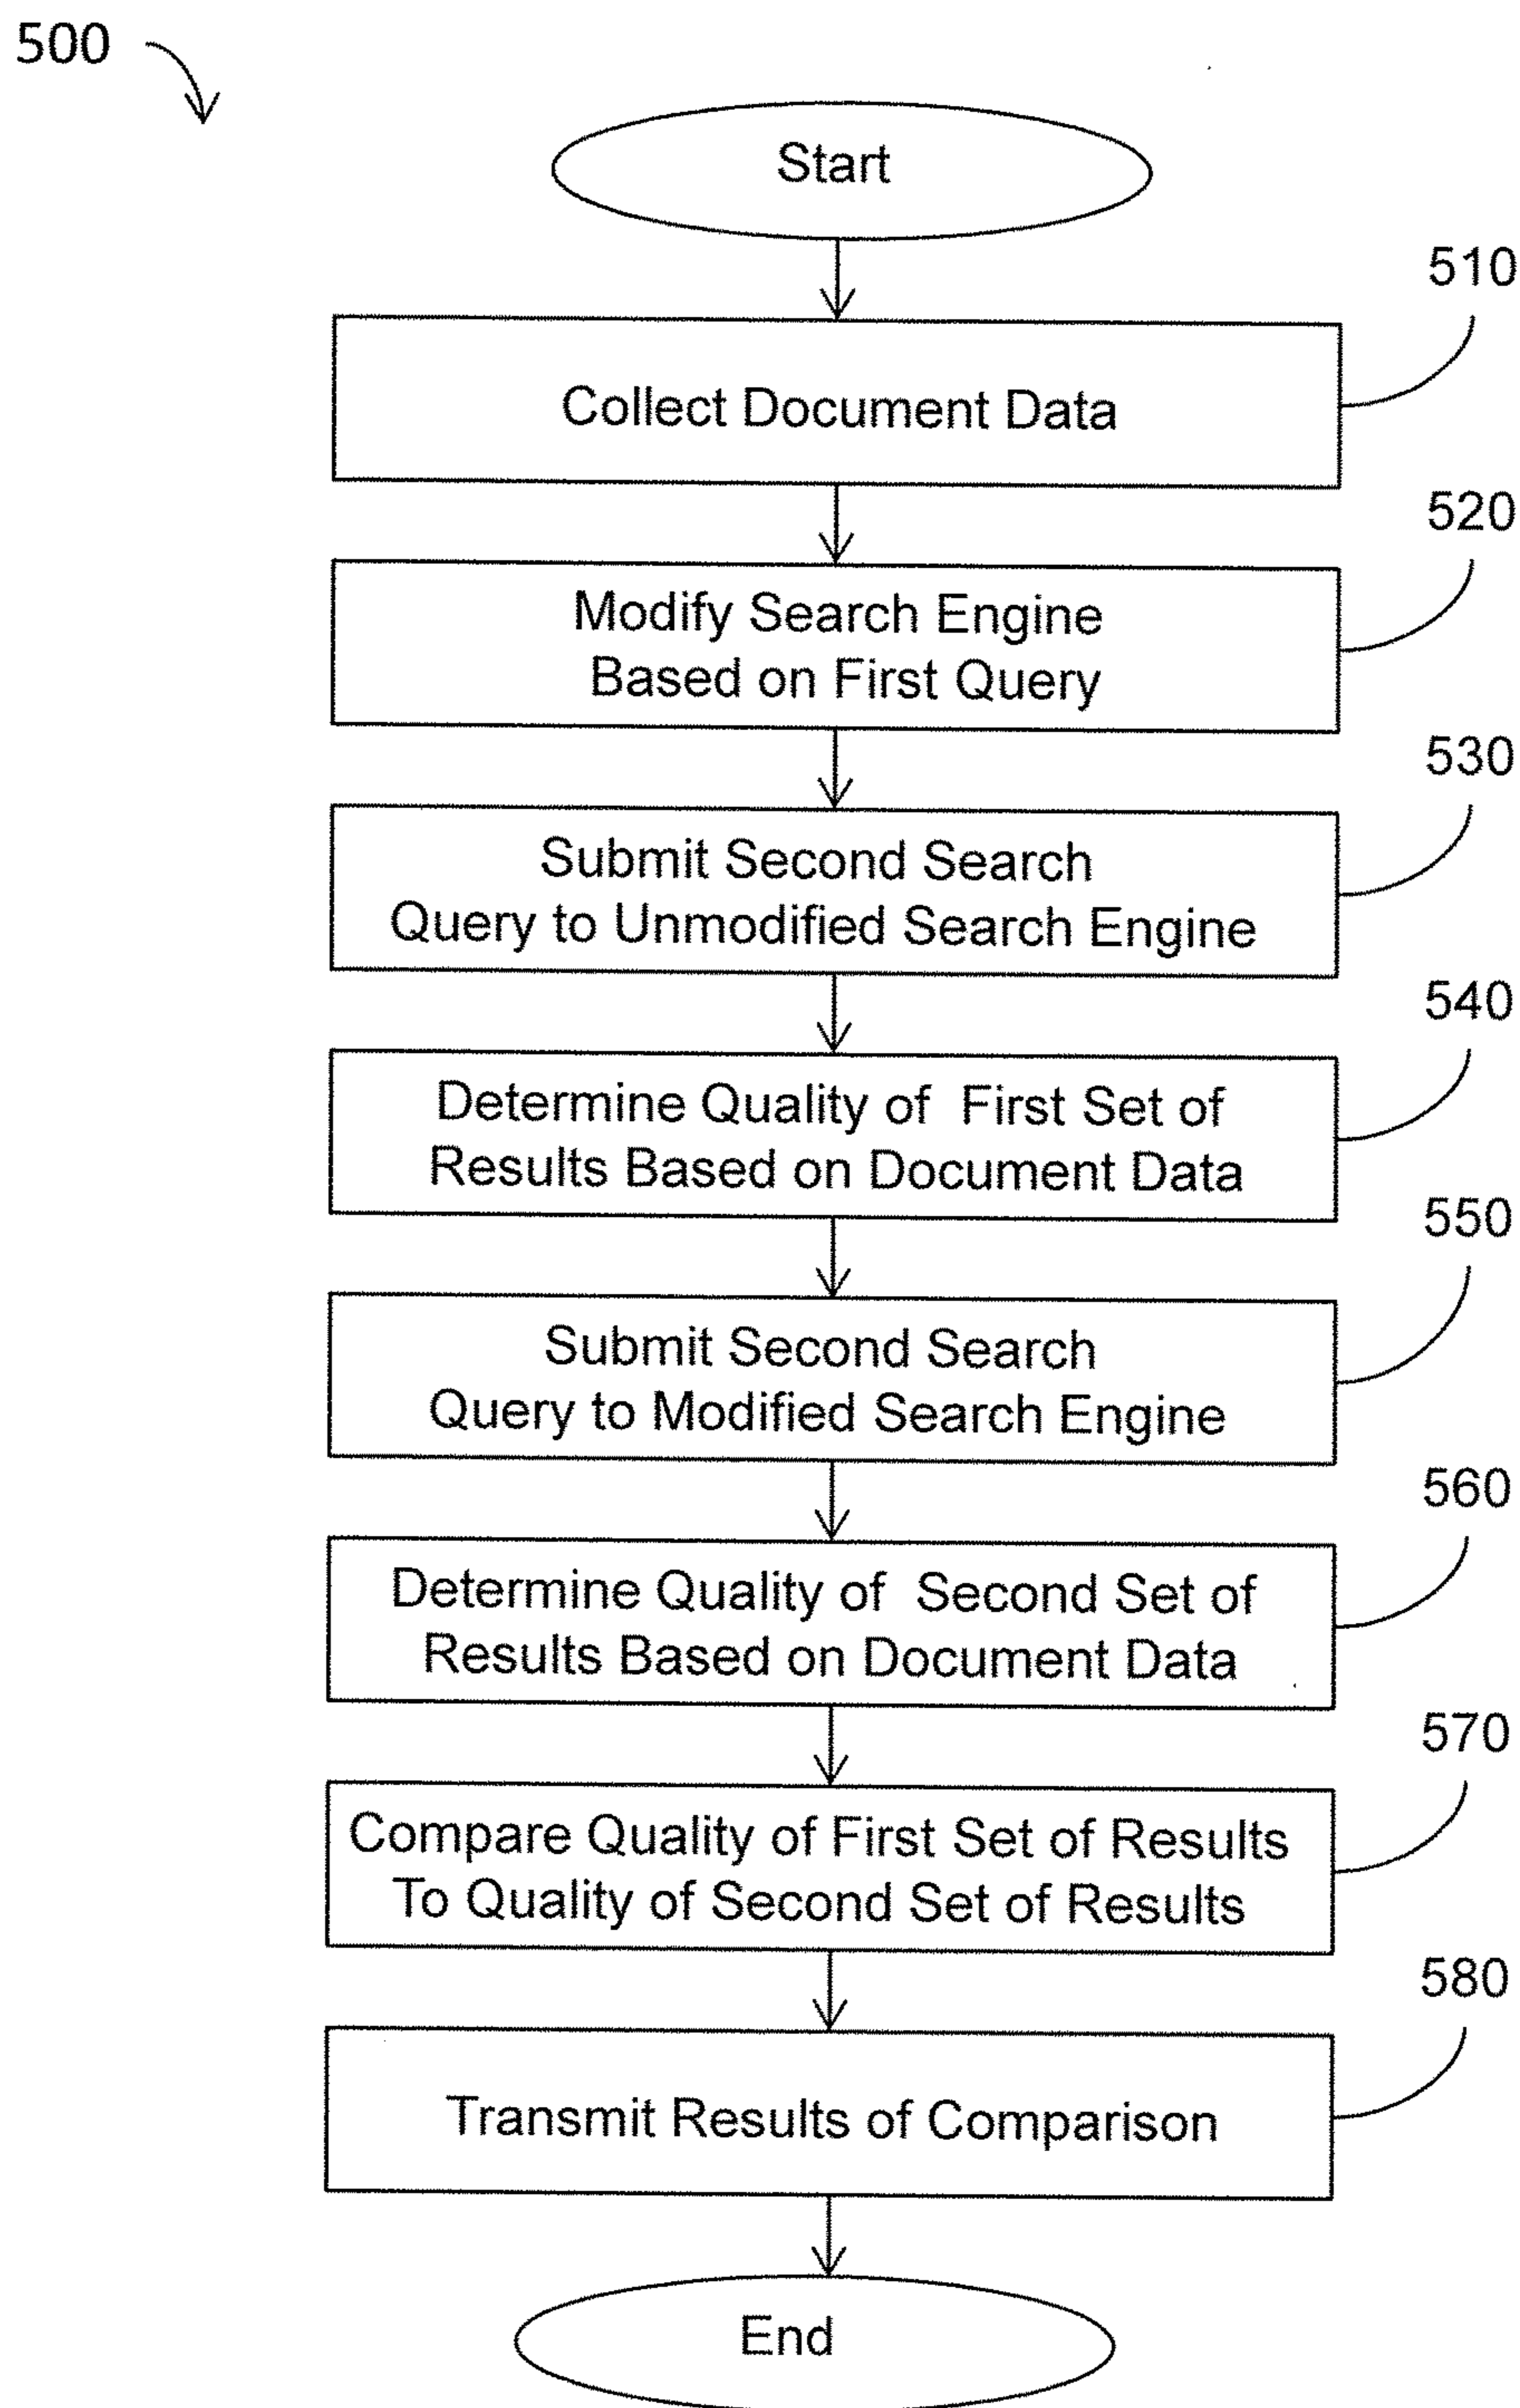 500
Start
510
Collect Document Data
520
Modify Search Engine
Based on First Query
530
Submit Second Search
Query to Unmodified Search Engine
540
Determine Quality of First Set of
Results Based on Document Data
550
Submit Second Search
Query to Modified Search Engine
560
Determine Quality of Second Set of
Results Based on Document Data
570
Compare Quality of First Set of Results
To Quality of Second Set of Results
580
Transmit Results of Comparison
End